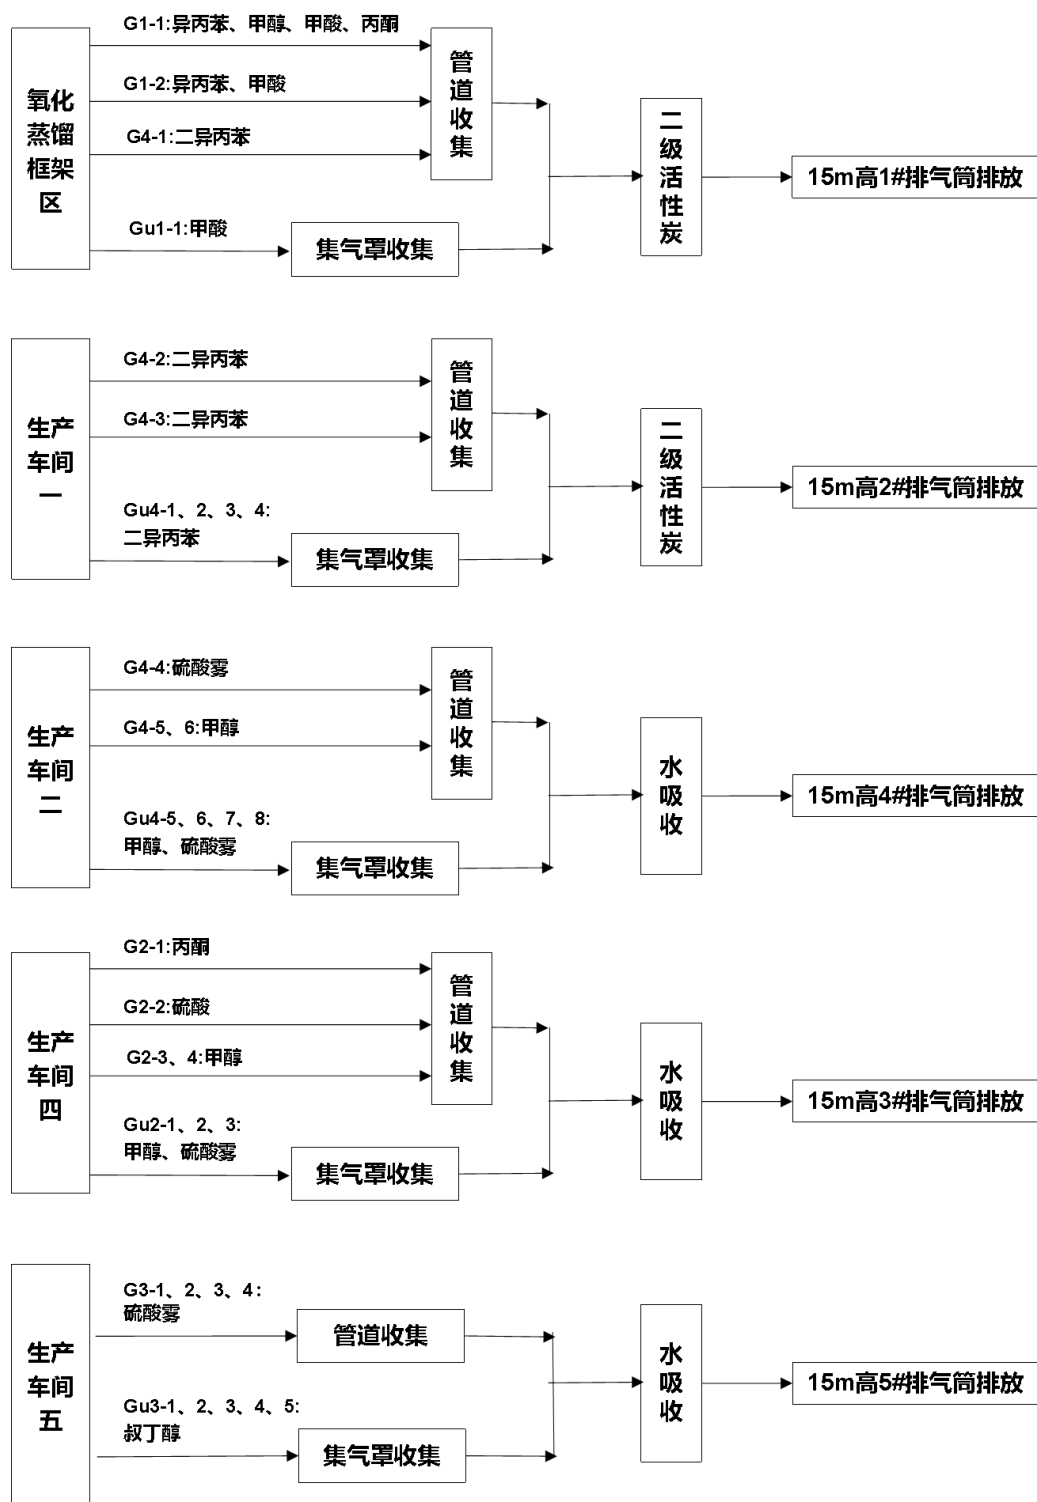 G1-1:异丙苯、甲醇、甲酸、丙酮
G1-2:异丙苯、甲酸
G4-1:二异丙苯
Gu1-1:甲酸
氧化
蒸馏
框架
区
管道收集
集气罩收集
二级活性炭
15m高1#排气筒排放
G4-2:二异丙苯
G4-3:二异丙苯
Gu4-1、2、3、4:
二异丙苯
生产
车间
一
管道收集
集气罩收集
二级活性炭
15m高2#排气筒排放
G4-4:硫酸雾
G4-5、6:甲醇
Gu4-5、6、7、8:
甲醇、硫酸雾
生产
车间
二
管道收集
集气罩收集
水吸收
15m高4#排气筒排放
G2-1:丙酮
G2-2:硫酸
G2-3、4:甲醇
Gu2-1、2、3:
甲醇、硫酸雾
生产
车间
四
管道收集
集气罩收集
水吸收
15m高3#排气筒排放
G3-1、2、3、4:
硫酸雾
Gu3-1、2、3、4、5:
叔丁醇
生产
车间
五
管道收集
集气罩收集
水吸收
15m高5#排气筒排放